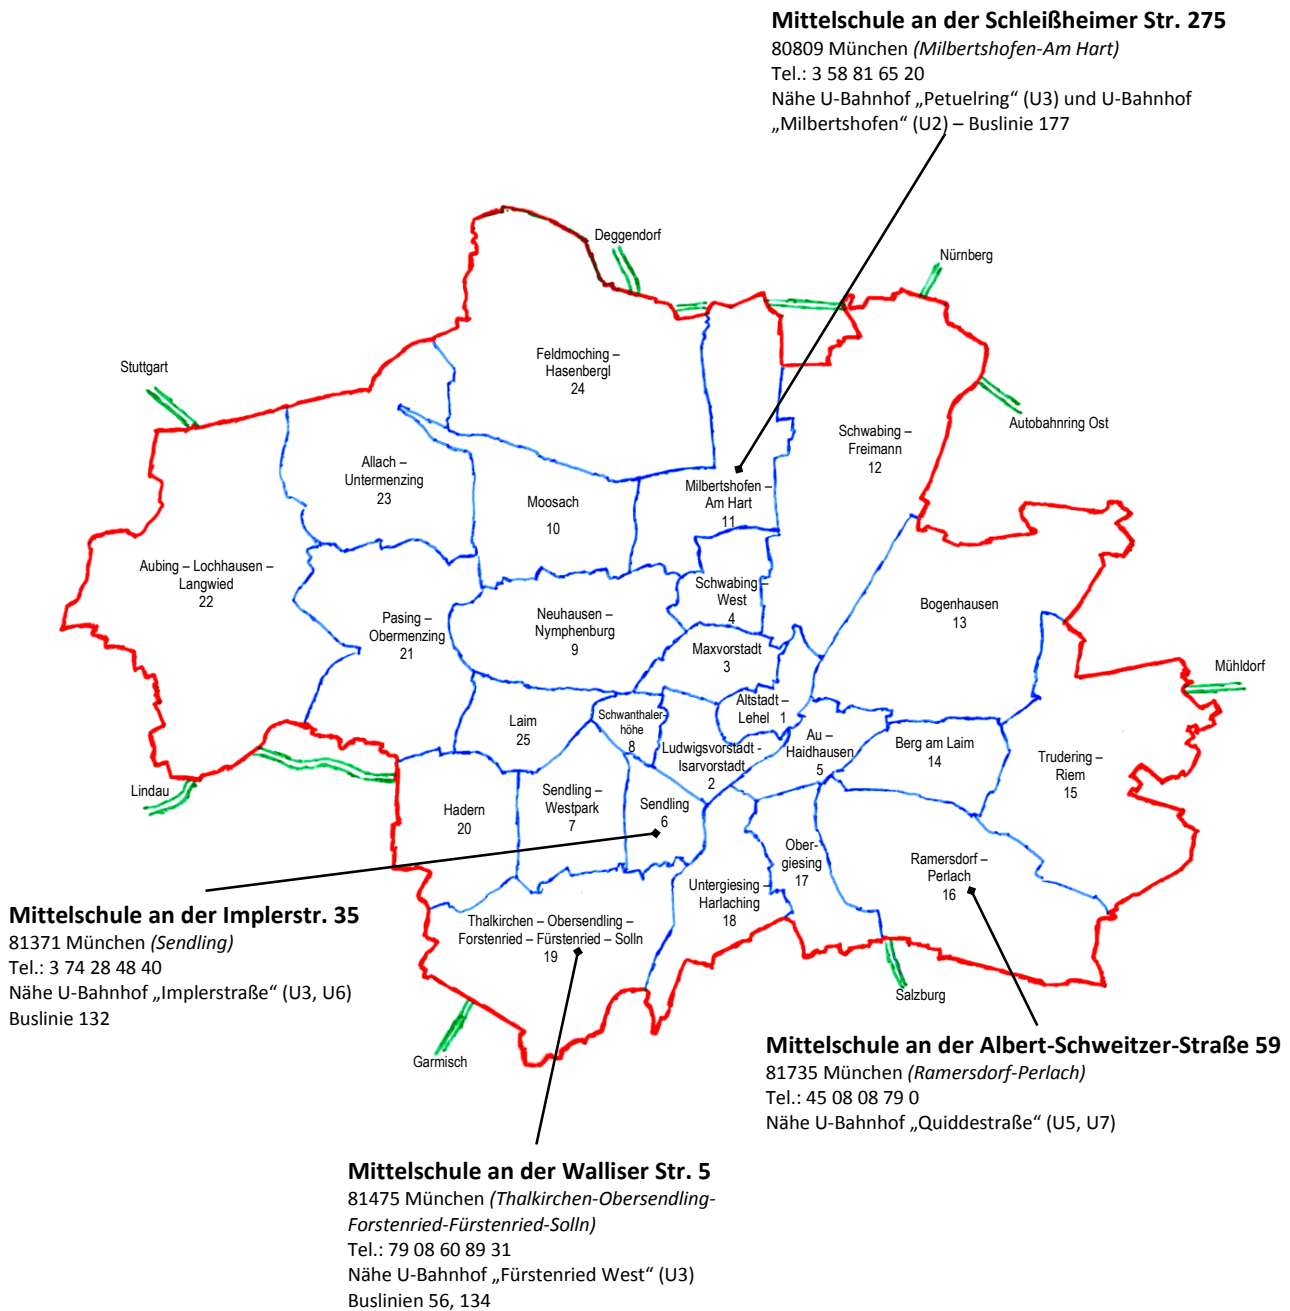 Mittelschule an der Schleißheimer Str. 275
80809 München (Milbertshofen-Am Hart)
Tel.: 3 58 81 65 20
Nähe U-Bahnhof „Petuelring“ (U3) und U-Bahnhof
„Milbertshofen“ (U2) – Buslinie 177
Deggendorf
Nürnberg
Stuttgart
Feldmoching –
Hasenbergl
24
Autobahnring Ost
Schwabing –
Freimann
12
Allach –
Untermenzing
23
Moosach
10
Milbertshofen –
Am Hart
11
Aubing – Lochhausen –
Langwied
22
Schwabing –
West
4
Bogenhausen
13
Pasing –
Obermenzing
21
Neuhausen –
Nymphenburg
9
Maxvorstadt
3
Mühldorf
Altstadt –
Lehel 1
Laim
25
Schwanthaler-
höhe
8
Ludwigsvorstadt -
Isarvorstadt
2
Au –
Haidhausen
5
Berg am Laim
14
Trudering –
Riem
15
Lindau
Hadern
20
Sendling –
Westpark
7
Sendling
6
Ober-
giesing
17
Ramersdorf –
Perlach
16
Untergiesing –
Harlaching
18
Thalkirchen – Obersendling –
Forstenried – Fürstenried – Solln
19
Salzburg
Garmisch
Mittelschule an der Implerstr. 35
81371 München (Sendling)
Tel.: 3 74 28 48 40
Nähe U-Bahnhof „Implerstraße“ (U3, U6)
Buslinie 132
Mittelschule an der Albert-Schweitzer-Straße 59
81735 München (Ramersdorf-Perlach)
Tel.: 45 08 08 79 0
Nähe U-Bahnhof „Quiddestraße“ (U5, U7)
Mittelschule an der Walliser Str. 5
81475 München (Thalkirchen-Obersendling-
Forstenried-Fürstenried-Solln)
Tel.: 79 08 60 89 31
Nähe U-Bahnhof „Fürstenried West“ (U3)
Buslinien 56, 134